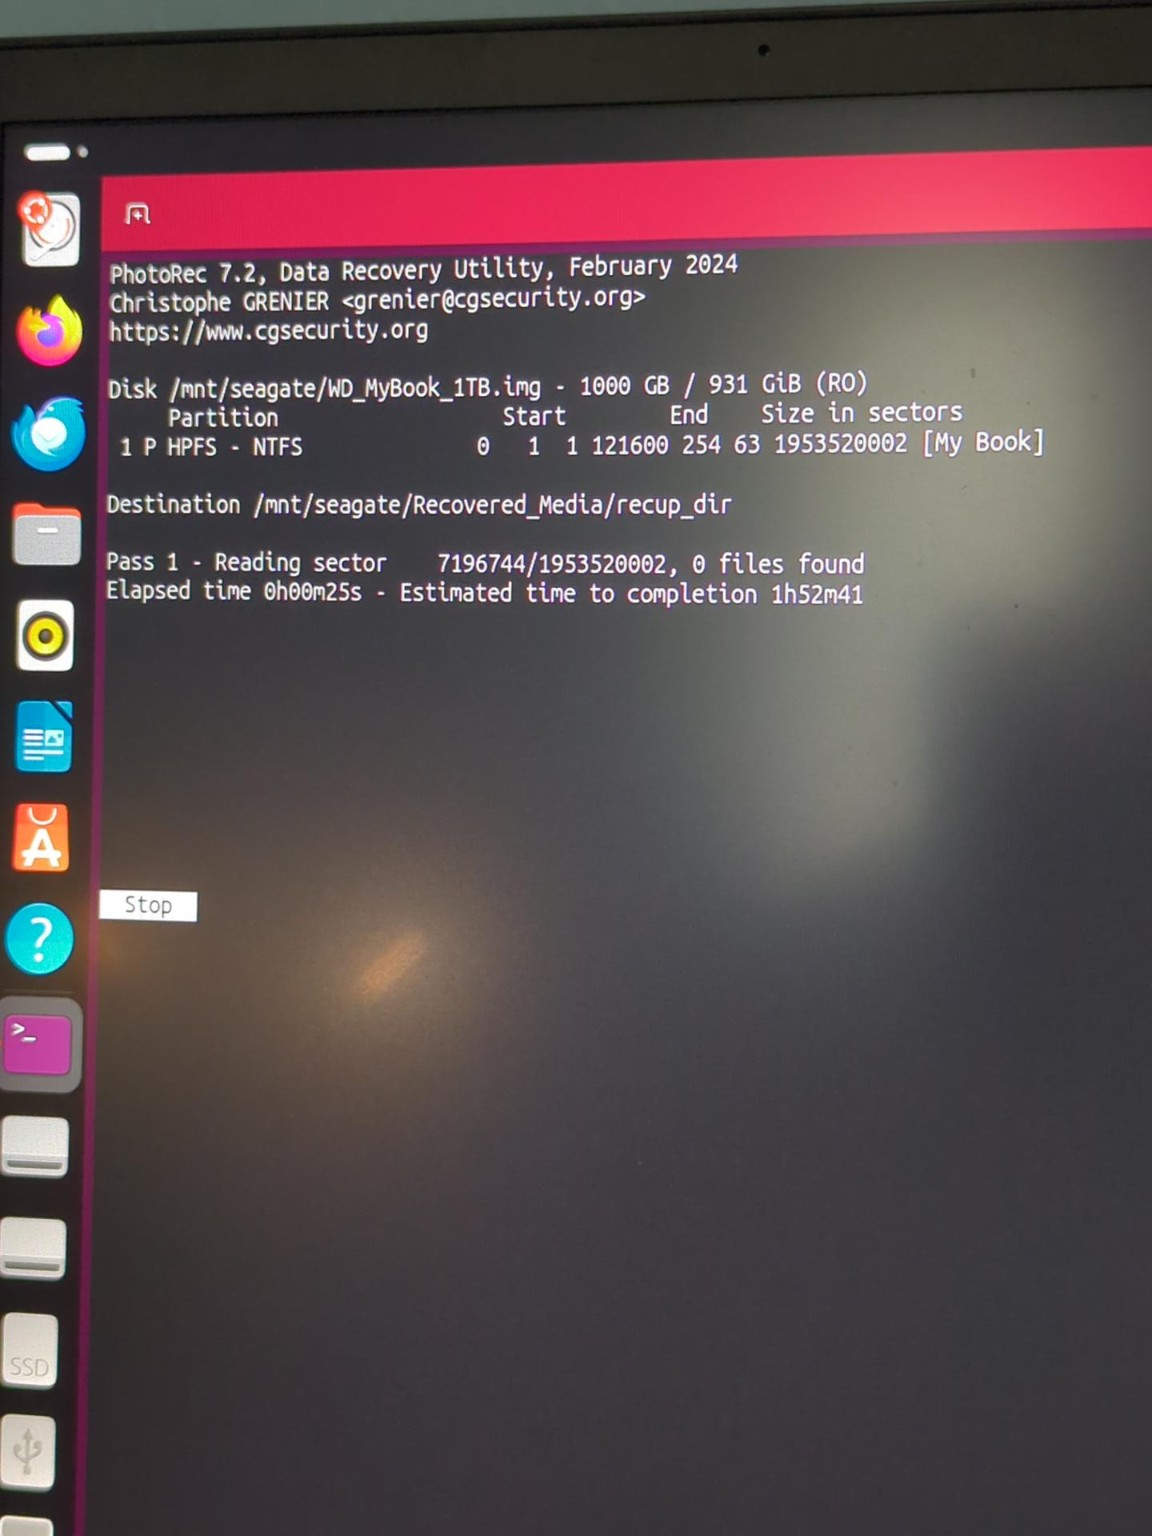 PhotoRec 7.2, Data Recovery Utility, February 2024
Christophe GRENIER <grenier@cgsecurity.org>
https://www.cgsecurity.org
Disk /mnt/seagate/WD_MyBook_1TB.img - 1000 GB / 931 GiB (RO)
Partition Start End Size in sectors
1 P HPFS - NTFS 0 1 1 121600 254 63 1953520002 [My Book]
Destination /mnt/seagate/Recovered_Media/recup_dir
Pass 1 - Reading sector 7196744/1953520002, 0 files found
Elapsed time 0h00m25s - Estimated time to completion 1h52m41
Stop
SSD